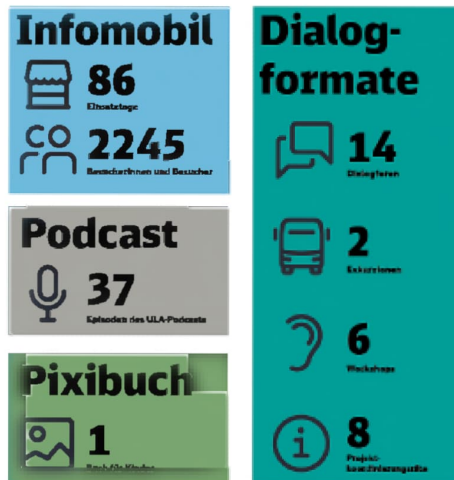 Infomobil
86
Einsatztage
2245
Besucherinnen und Besucher
Podcast
37
Episoden des ULA-Podcasts
Pixibuch
1
Buch für Kinder
Dialog-
formate
14
Dialogforen
2
Exkursionen
6
Workshops
8
Projekt-
koordinierungsräte